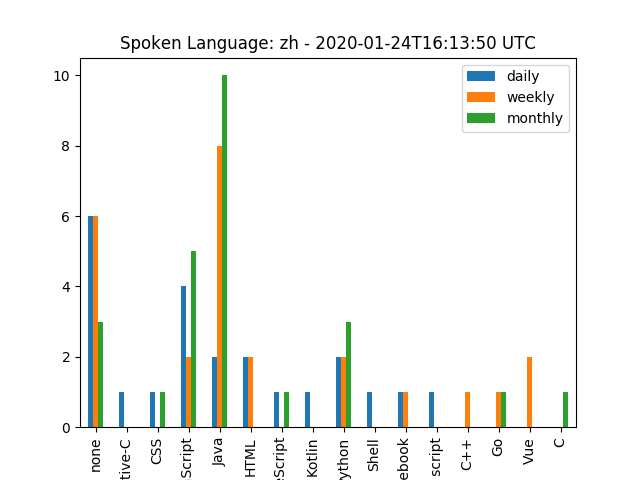 Spoken Language: zh - 2020-01-24T16:13:50 UTC
daily
weekly
monthly
10
8
6
4
2
0
none
tive-C
CSS
Script
Java
HTML
eScript
Kotlin
ython
Shell
ebook
script
C++
Go
Vue
C